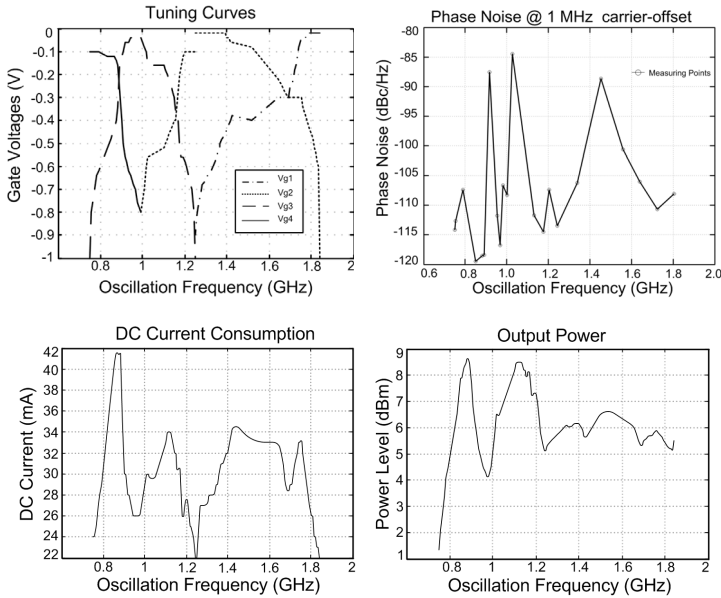 Tuning Curves
Gate Voltages (V)
0
-0.1
-0.2
-0.3
-0.4
-0.5
-0.6
-0.7
-0.8
-0.9
-1
Vg1
Vg2
Vg3
Vg4
0.8 1 1.2 1.4 1.6 1.8 2
Oscillation Frequency (GHz)
Phase Noise @ 1 MHz carrier-offset
Phase Noise (dBc/Hz)
-80
-85
-90
-95
-100
-105
-110
-115
-120
Measuring Points
0.6 0.8 1.0 1.2 1.4 1.6 1.8 2.0
Oscillation Frequency (GHz)
DC Current Consumption
DC Current (mA)
42
40
38
36
34
32
30
28
26
24
22
0.8 1 1.2 1.4 1.6 1.8 2
Oscillation Frequency (GHz)
Output Power
Power Level (dBm)
9
8
7
6
5
4
3
2
1
0.8 1 1.2 1.4 1.6 1.8 2
Oscillation Frequency (GHz)